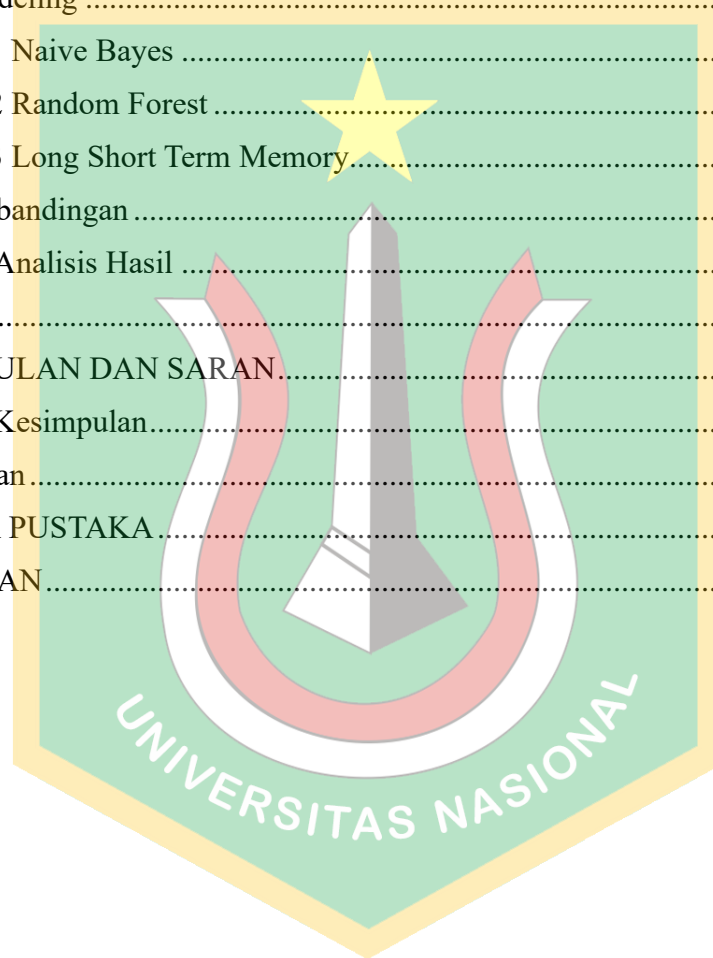 Naive Bayes ........................................................
Random Forest ........................................................
Long Short Term Memory........................................................
bandingan ........................................................
Analisis Hasil ........................................................
........................................................
ULAN DAN SARAN........................................................
Kesimpulan........................................................
an ........................................................
PUSTAKA ........................................................
AN........................................................
UNIVERSITAS NASIONAL